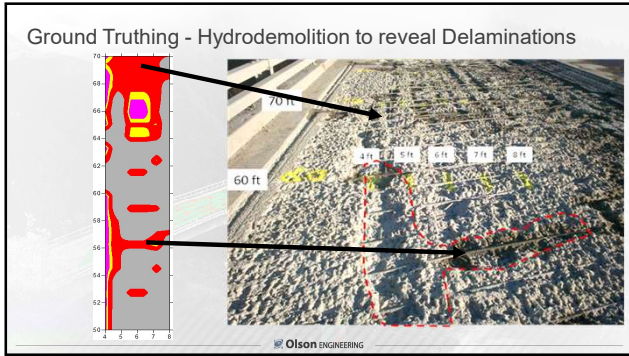 Ground Truthing - Hydrodemolition to reveal Delaminations
70
68
66
64
62
60
58
56
54
52
50
4 5 6 7 8
70 ft
4 ft 5 ft 6 ft 7 ft 8 ft
60 ft
Olson ENGINEERING